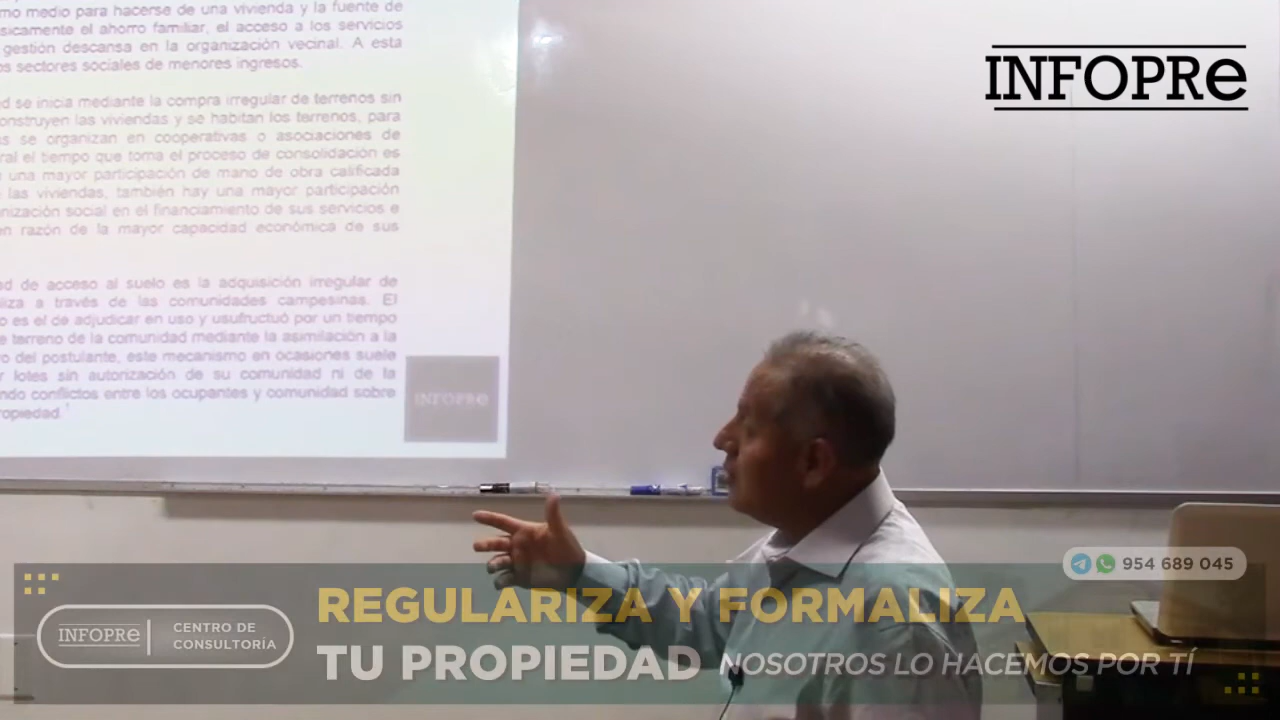 mo medio para hacerse de una vivienda y la fuente de
sicamente el ahorro familiar, el acceso a los servicios
gestión descansa en la organización vecinal. A esta
os sectores sociales de menores ingresos.
d se inicia mediante la compra irregular de terrenos sin
onstruyen las viviendas y se habitan los terrenos, para
as se organizan en cooperativas o asociaciones de
ral el tiempo que toma el proceso de consolidación es
una mayor participación de mano de obra calificada
las viviendas, también hay una mayor participación
nización social en el financiamiento de sus servicios e
en razón de la mayor capacidad económica de sus
ad de acceso al suelo es la adquisición irregular de
liza a través de las comunidades campesinas. El
o es el de adjudicar en uso y usufructuó por un tiempo
e terreno de la comunidad mediante la asimilación a la
o del postulante, este mecanismo en ocasiones suele
r lotes sin autorización de su comunidad ni de la
ndo conflictos entre los ocupantes y comunidad sobre
ropiedad.1
INFOPRe
INFOPRe
954 689 045
INFOPRe
CENTRO DE
CONSULTORÍA
REGULARIZA Y FORMALIZA
TU PROPIEDAD NOSOTROS LO HACEMOS POR TÍ